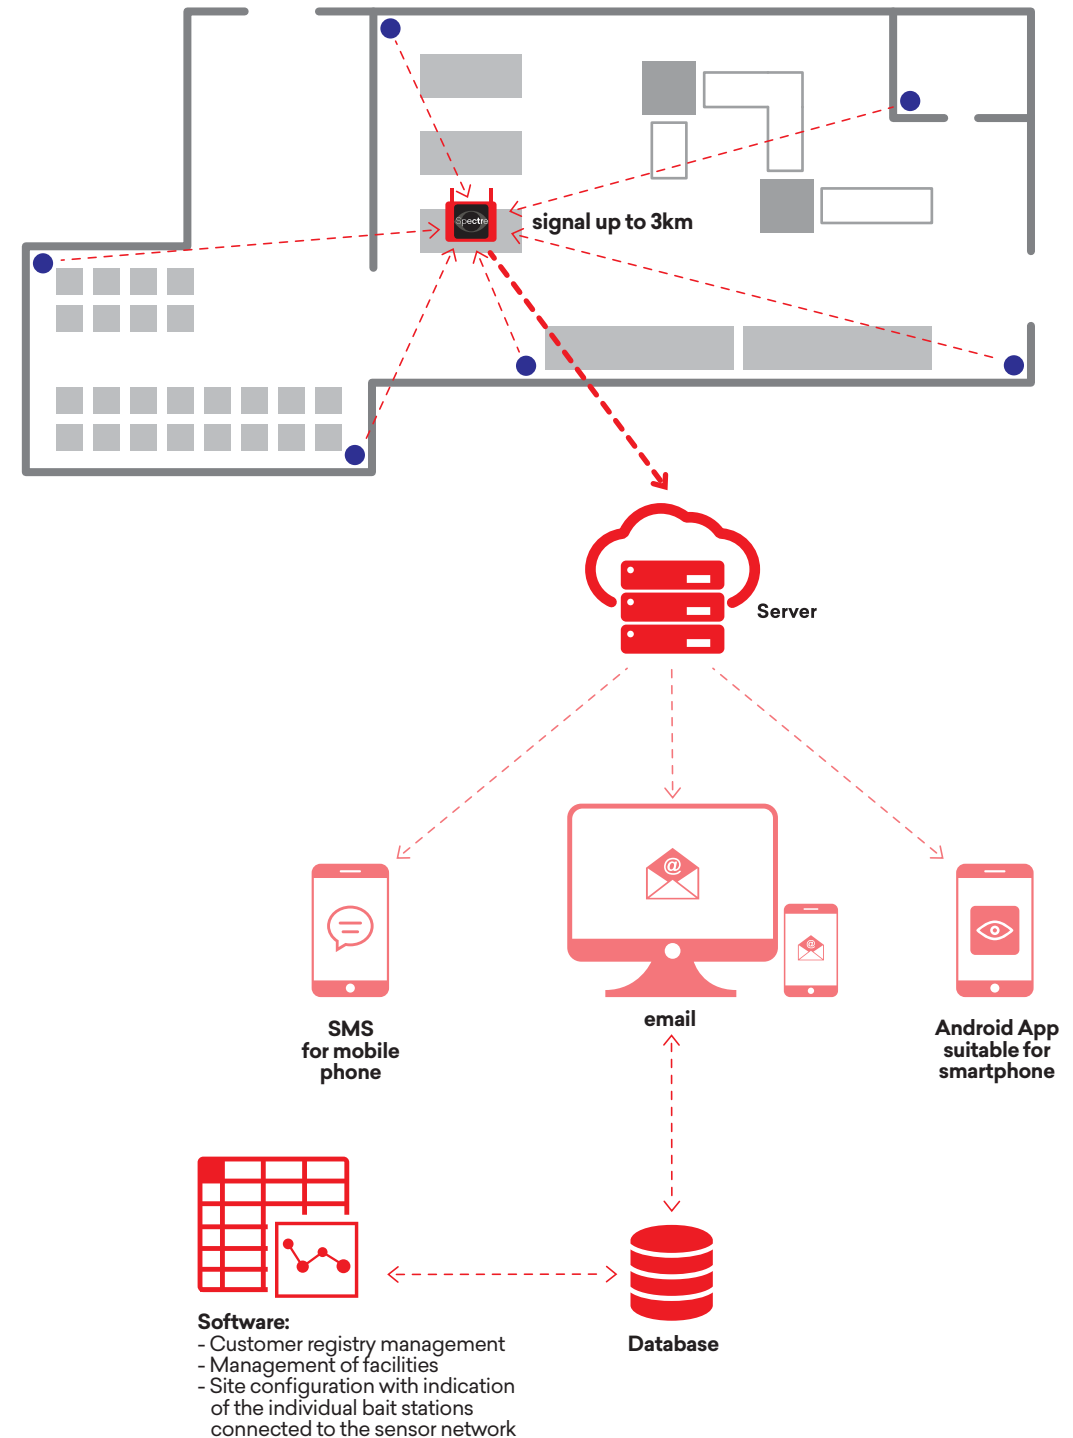 Spectre
signal up to 3km
Server
@
@
SMS
for mobile
phone
email
Android App
suitable for
smartphone
Software:
- Customer registry management
- Management of facilities
- Site configuration with indication
of the individual bait stations
connected to the sensor network
Database